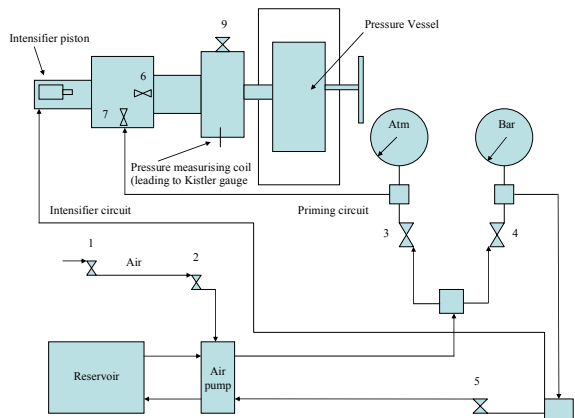 9
Intensifier piston
Pressure Vessel
6
7
Atm
Bar
Pressure measurising coil
(leading to Kistler gauge
Intensifier circuit
Priming circuit
3
4
1
2
Air
Reservoir
Air
pump
5